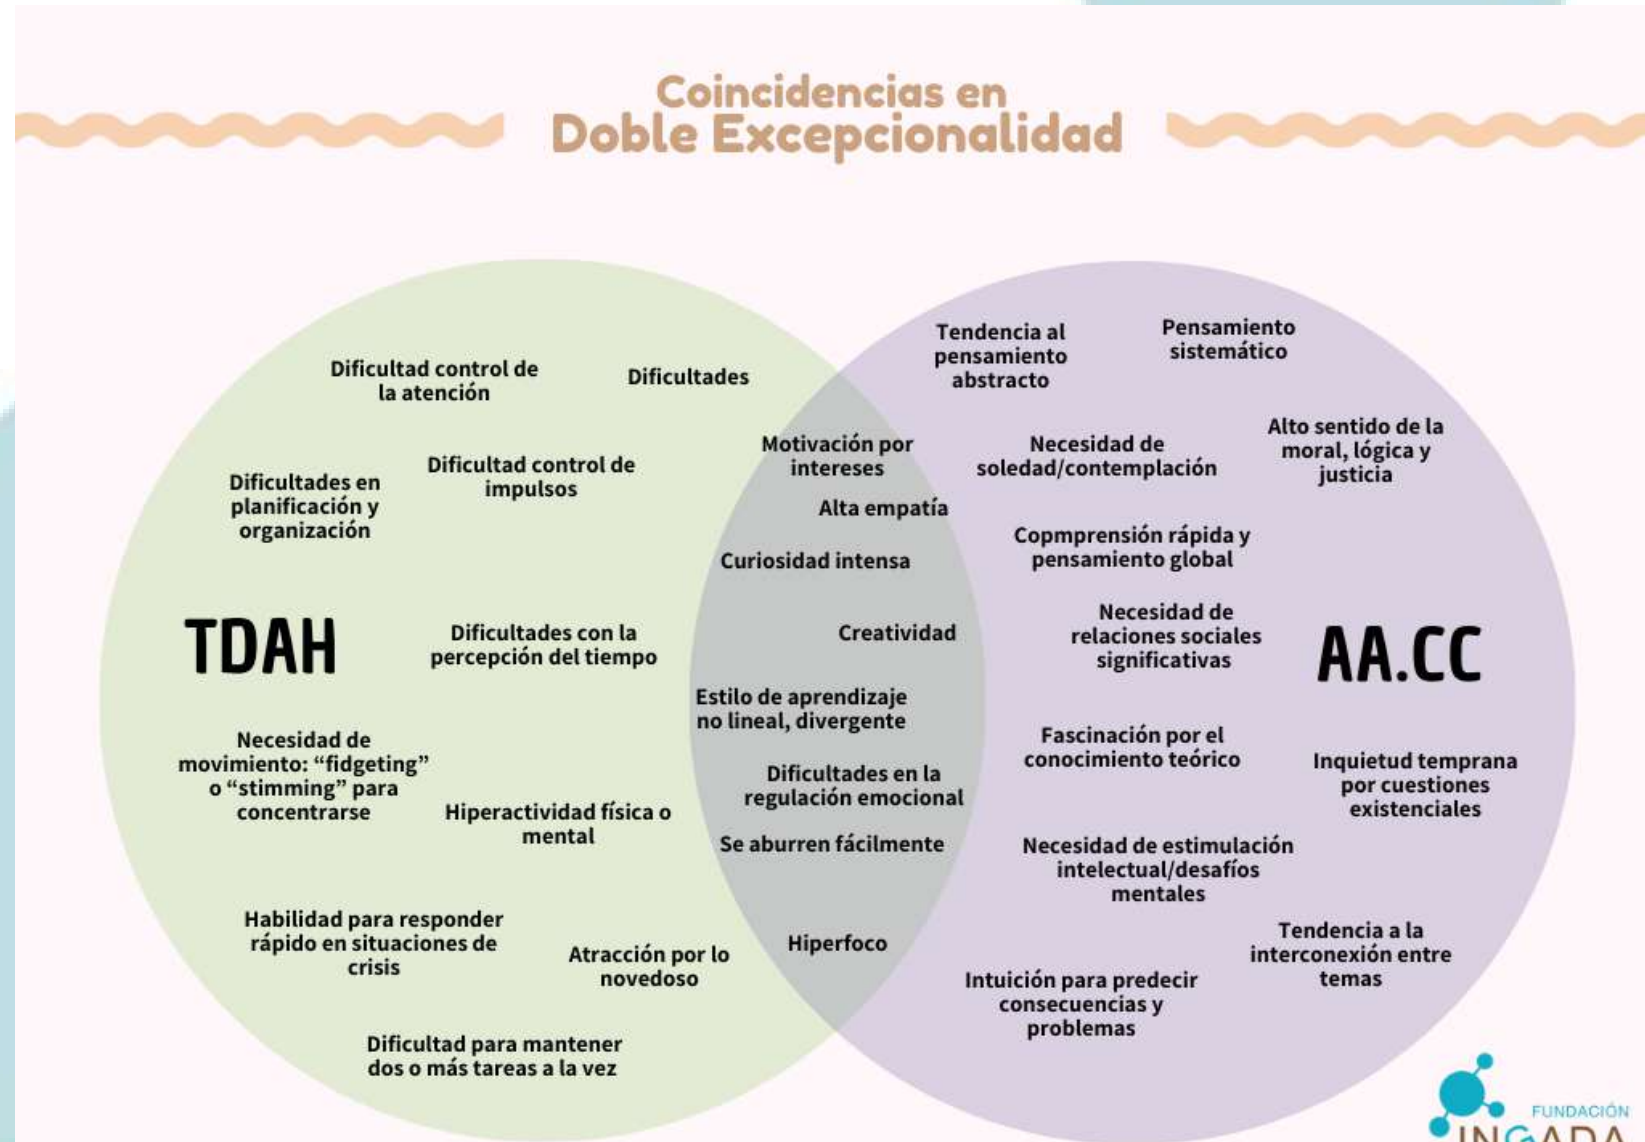 Coincidencias en
Doble Excepcionalidad
Dificultad control de
la atención
Dificultades
Dificultades en
planificación y
organización
Dificultad control de
impulsos
TDAH
Dificultades con la
percepción del tiempo
Necesidad de
movimiento: “fidgeting”
o “stimming” para
concentrarse
Hiperactividad física o
mental
Habilidad para responder
rápido en situaciones de
crisis
Atracción por lo
novedoso
Dificultad para mantener
dos o más tareas a la vez
Motivación por
intereses
Alta empatía
Curiosidad intensa
Creatividad
Estilo de aprendizaje
no lineal, divergente
Dificultades en la
regulación emocional
Se aburren fácilmente
Hiperfoco
Tendencia al
pensamiento
abstracto
Pensamiento
sistemático
Necesidad de
soledad/contemplación
Alto sentido de la
moral, lógica y
justicia
Copmprensión rápida y
pensamiento global
Necesidad de
relaciones sociales
significativas
AA.CC
Fascinación por el
conocimiento teórico
Inquietud temprana
por cuestiones
existenciales
Necesidad de estimulación
intelectual/desafíos
mentales
Tendencia a la
interconexión entre
temas
Intuición para predecir
consecuencias y
problemas
FUNDACIÓN
INGADA